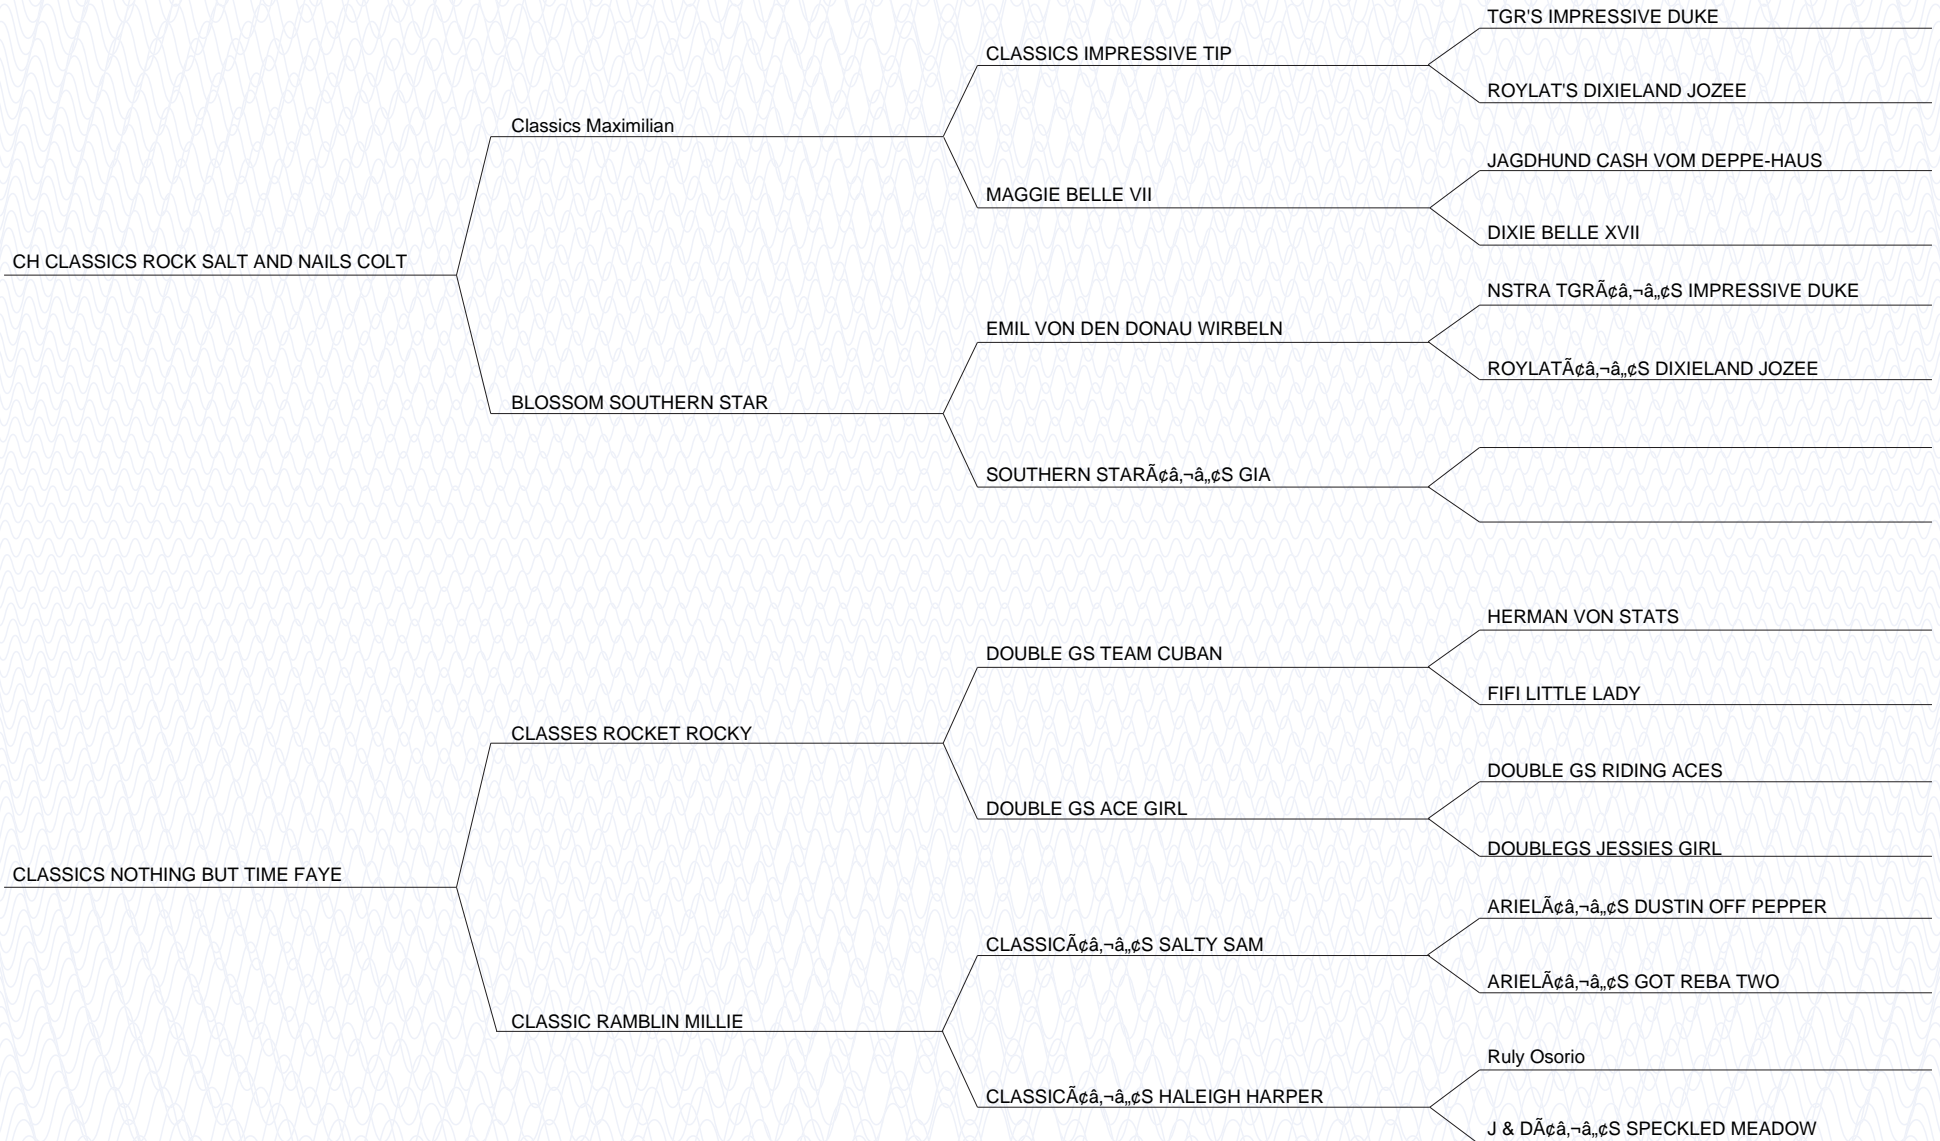 TGR'S IMPRESSIVE DUKE
CLASSICS IMPRESSIVE TIP
ROYLAT'S DIXIELAND JOZEE
Classics Maximilian
JAGDHUND CASH VOM DEPPE-HAUS
MAGGIE BELLE VII
DIXIE BELLE XVII
CH CLASSICS ROCK SALT AND NAILS COLT
NSTRA TGRÃ¢â‚¬â„¢S IMPRESSIVE DUKE
EMIL VON DEN DONAU WIRBELN
ROYLATÃ¢â‚¬â„¢S DIXIELAND JOZEE
BLOSSOM SOUTHERN STAR
SOUTHERN STARÃ¢â‚¬â„¢S GIA
HERMAN VON STATS
DOUBLE GS TEAM CUBAN
FIFI LITTLE LADY
CLASSES ROCKET ROCKY
DOUBLE GS RIDING ACES
DOUBLE GS ACE GIRL
DOUBLEGS JESSIES GIRL
CLASSICS NOTHING BUT TIME FAYE
ARIELÃ¢â‚¬â„¢S DUSTIN OFF PEPPER
CLASSICÃ¢â‚¬â„¢S SALTY SAM
ARIELÃ¢â‚¬â„¢S GOT REBA TWO
CLASSIC RAMBLIN MILLIE
Ruly Osorio
CLASSICÃ¢â‚¬â„¢S HALEIGH HARPER
J & DÃ¢â‚¬â„¢S SPECKLED MEADOW